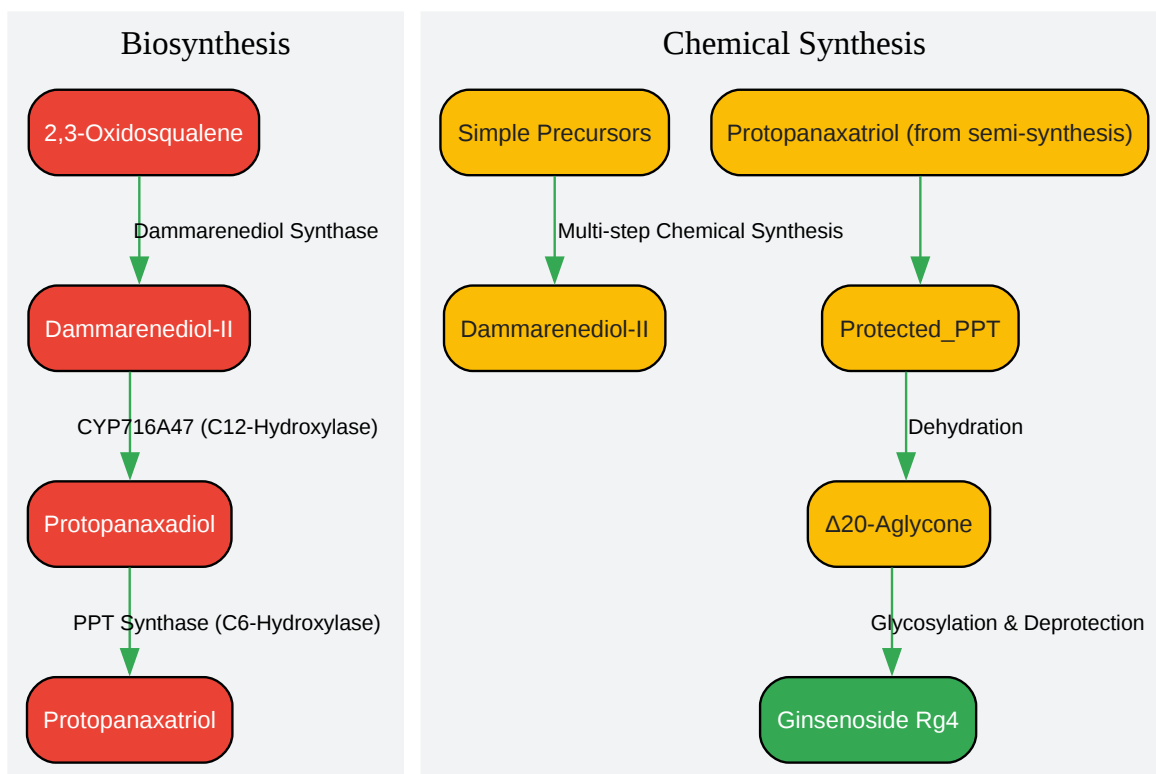 Biosynthesis
2,3-Oxidosqualene
Dammarenediol Synthase
Dammarenediol-II
CYP716A47 (C12-Hydroxylase)
Protopanaxadiol
PPT Synthase (C6-Hydroxylase)
Protopanaxatriol
Chemical Synthesis
Simple Precursors
Multi-step Chemical Synthesis
Dammarenediol-II
Protopanaxatriol (from semi-synthesis)
Protected_PPT
Dehydration
Δ20-Aglycone
Glycosylation & Deprotection
Ginsenoside Rg4